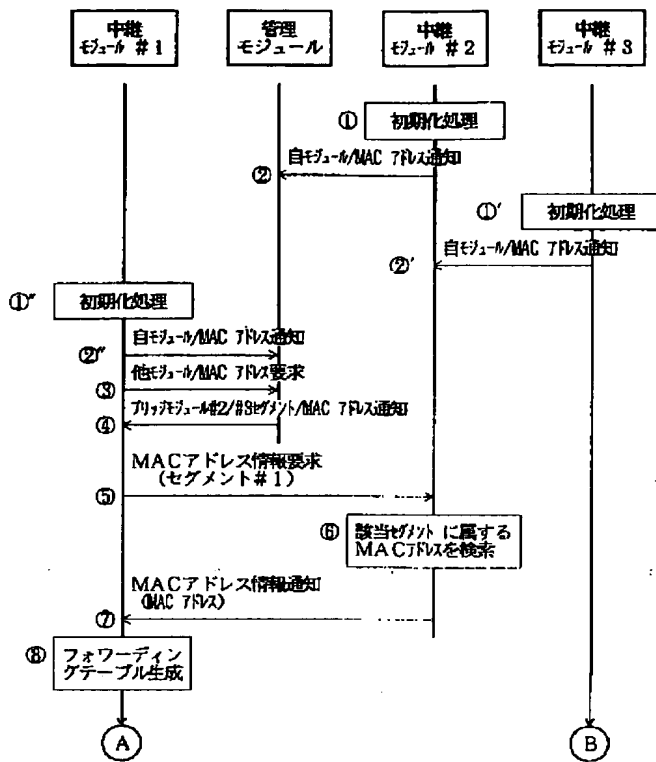 中継
モジュール #1
管理
モジュール
中継
モジュール #2
中継
モジュール #3
① 初期化処理
自モジュール/MAC アドレス通知
②
①' 初期化処理
自モジュール/MAC アドレス通知
②'
①" 初期化処理
自モジュール/MAC アドレス通知
②"
他モジュール/MAC アドレス要求
③
ブリッジモジュール#2/#3セグメント/MAC アドレス通知
④
MACアドレス情報要求
(セグメント#1)
⑤
⑥ 該当セグメント に属する
MACアドレスを検索
MACアドレス情報通知
(MAC アドレス)
⑦
⑧ フォワーディン
グテーブル生成
A
B